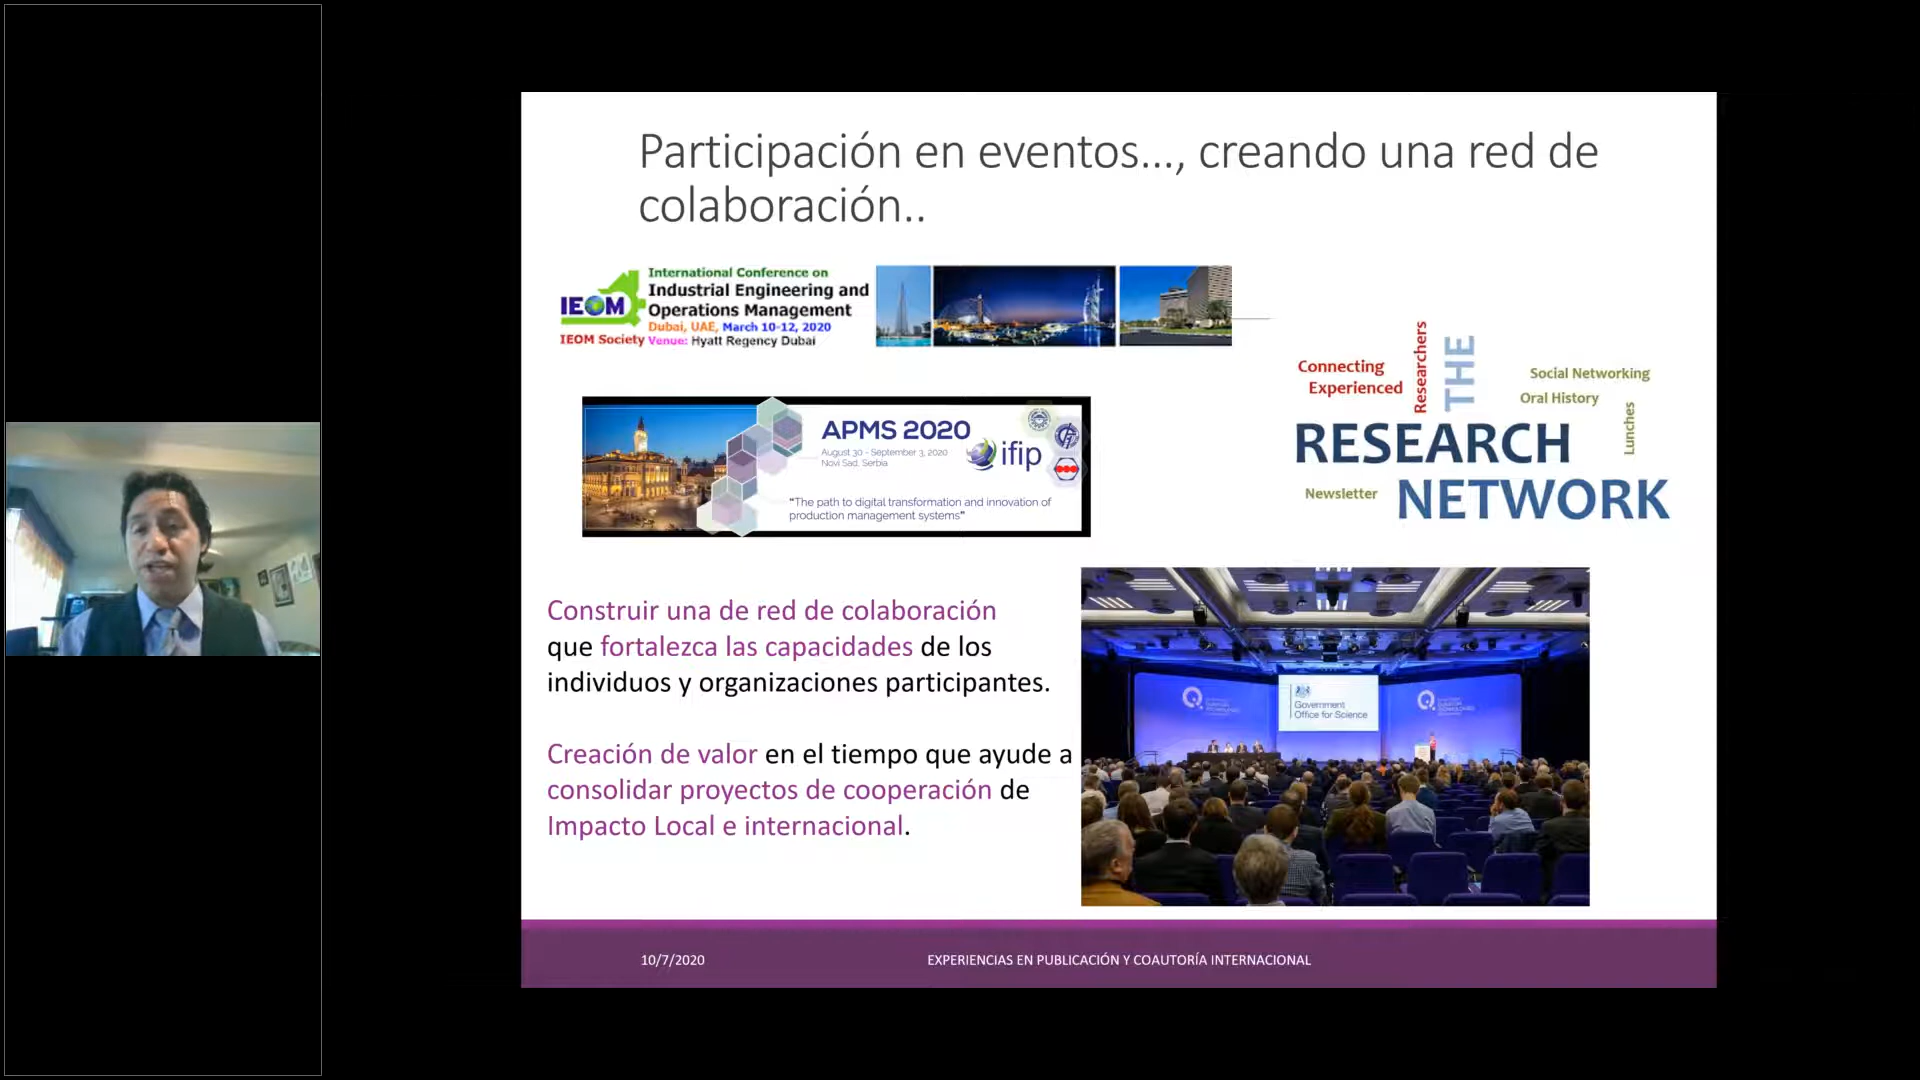 Participación en eventos..., creando una red de
colaboración..
IEOM
IEOM Society
International Conference on
Industrial Engineering and
Operations Management
Dubai, UAE, March 10-12, 2020
Venue: Hyatt Regency Dubai
Connecting
Experienced
Researchers
THE
Social Networking
Oral History
Lunches
RESEARCH
Newsletter
NETWORK
APMS 2020
August 30 - September 3, 2020
Novi Sad, Serbia
ifip
"The path to digital transformation and innovation of
production management systems"
Construir una de red de colaboración
que fortalezca las capacidades de los
individuos y organizaciones participantes.
Creación de valor en el tiempo que ayude a
consolidar proyectos de cooperación de
Impacto Local e internacional.
Government
Office for Science
10/7/2020
EXPERIENCIAS EN PUBLICACIÓN Y COAUTORÍA INTERNACIONAL